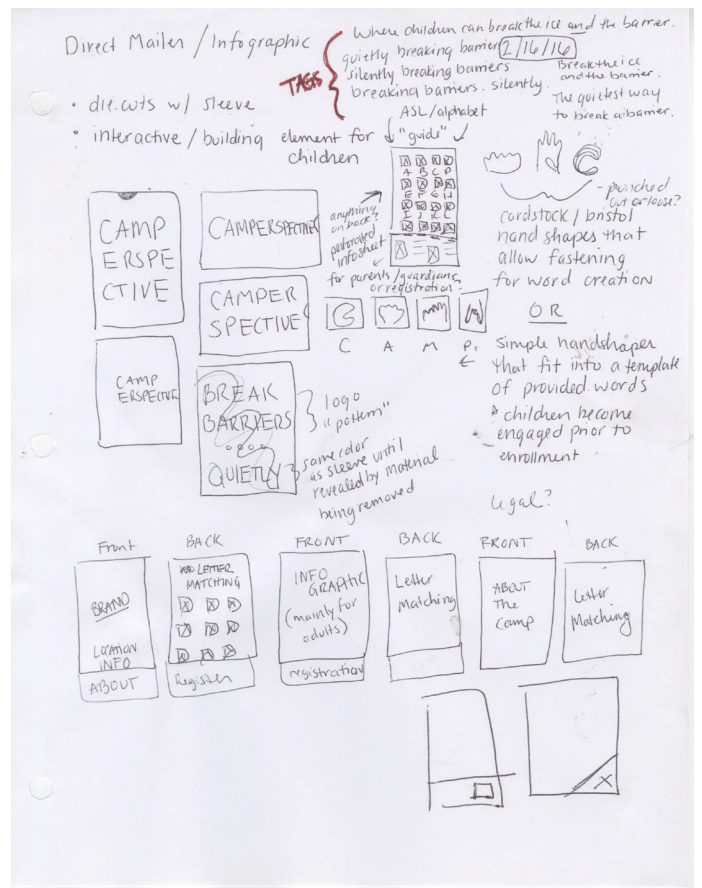 Direct Mailer / Infographic
TAGS
Where children can break the ice and the barrier.
quietly breaking barriers
2/16/16
silently breaking barriers
breaking barriers. silently.
Break the ice
and the barrier.
The quietest way
to break a barrier.
• die.cuts w/ sleeve
• interactive / building element for
children
ASL/alphabet
"guide"
A B C D
E F G H
I J K L
anything
on back?
perforated
info sheet
for parents/guardians
or registration?
- punched
out or loose?
cardstock / bristol
hand shapes that
allow fastening
for word creation
OR
Simple handshapes
that fit into a template
of provided words
* children become
engaged prior to
enrollment
CAMP
ERSPE
CTIVE
CAMPERSPECTIVE
CAMPER
SPECTIVE
CAMP
ERSPECTIVE
C A M P.
E
BREAK
BARRIERS
QUIETLY
logo
"pattern"
same color
as sleeve until
revealed by material
being removed
legal?
Front
BRAND
LOCATION
INFO
ABOUT
BACK
LETTER
MATCHING
Register
FRONT
INFO
GRAPHIC
(mainly for
adults)
registration
BACK
Letter
Matching
FRONT
ABOUT
The
Camp
BACK
Letter
Matching
X